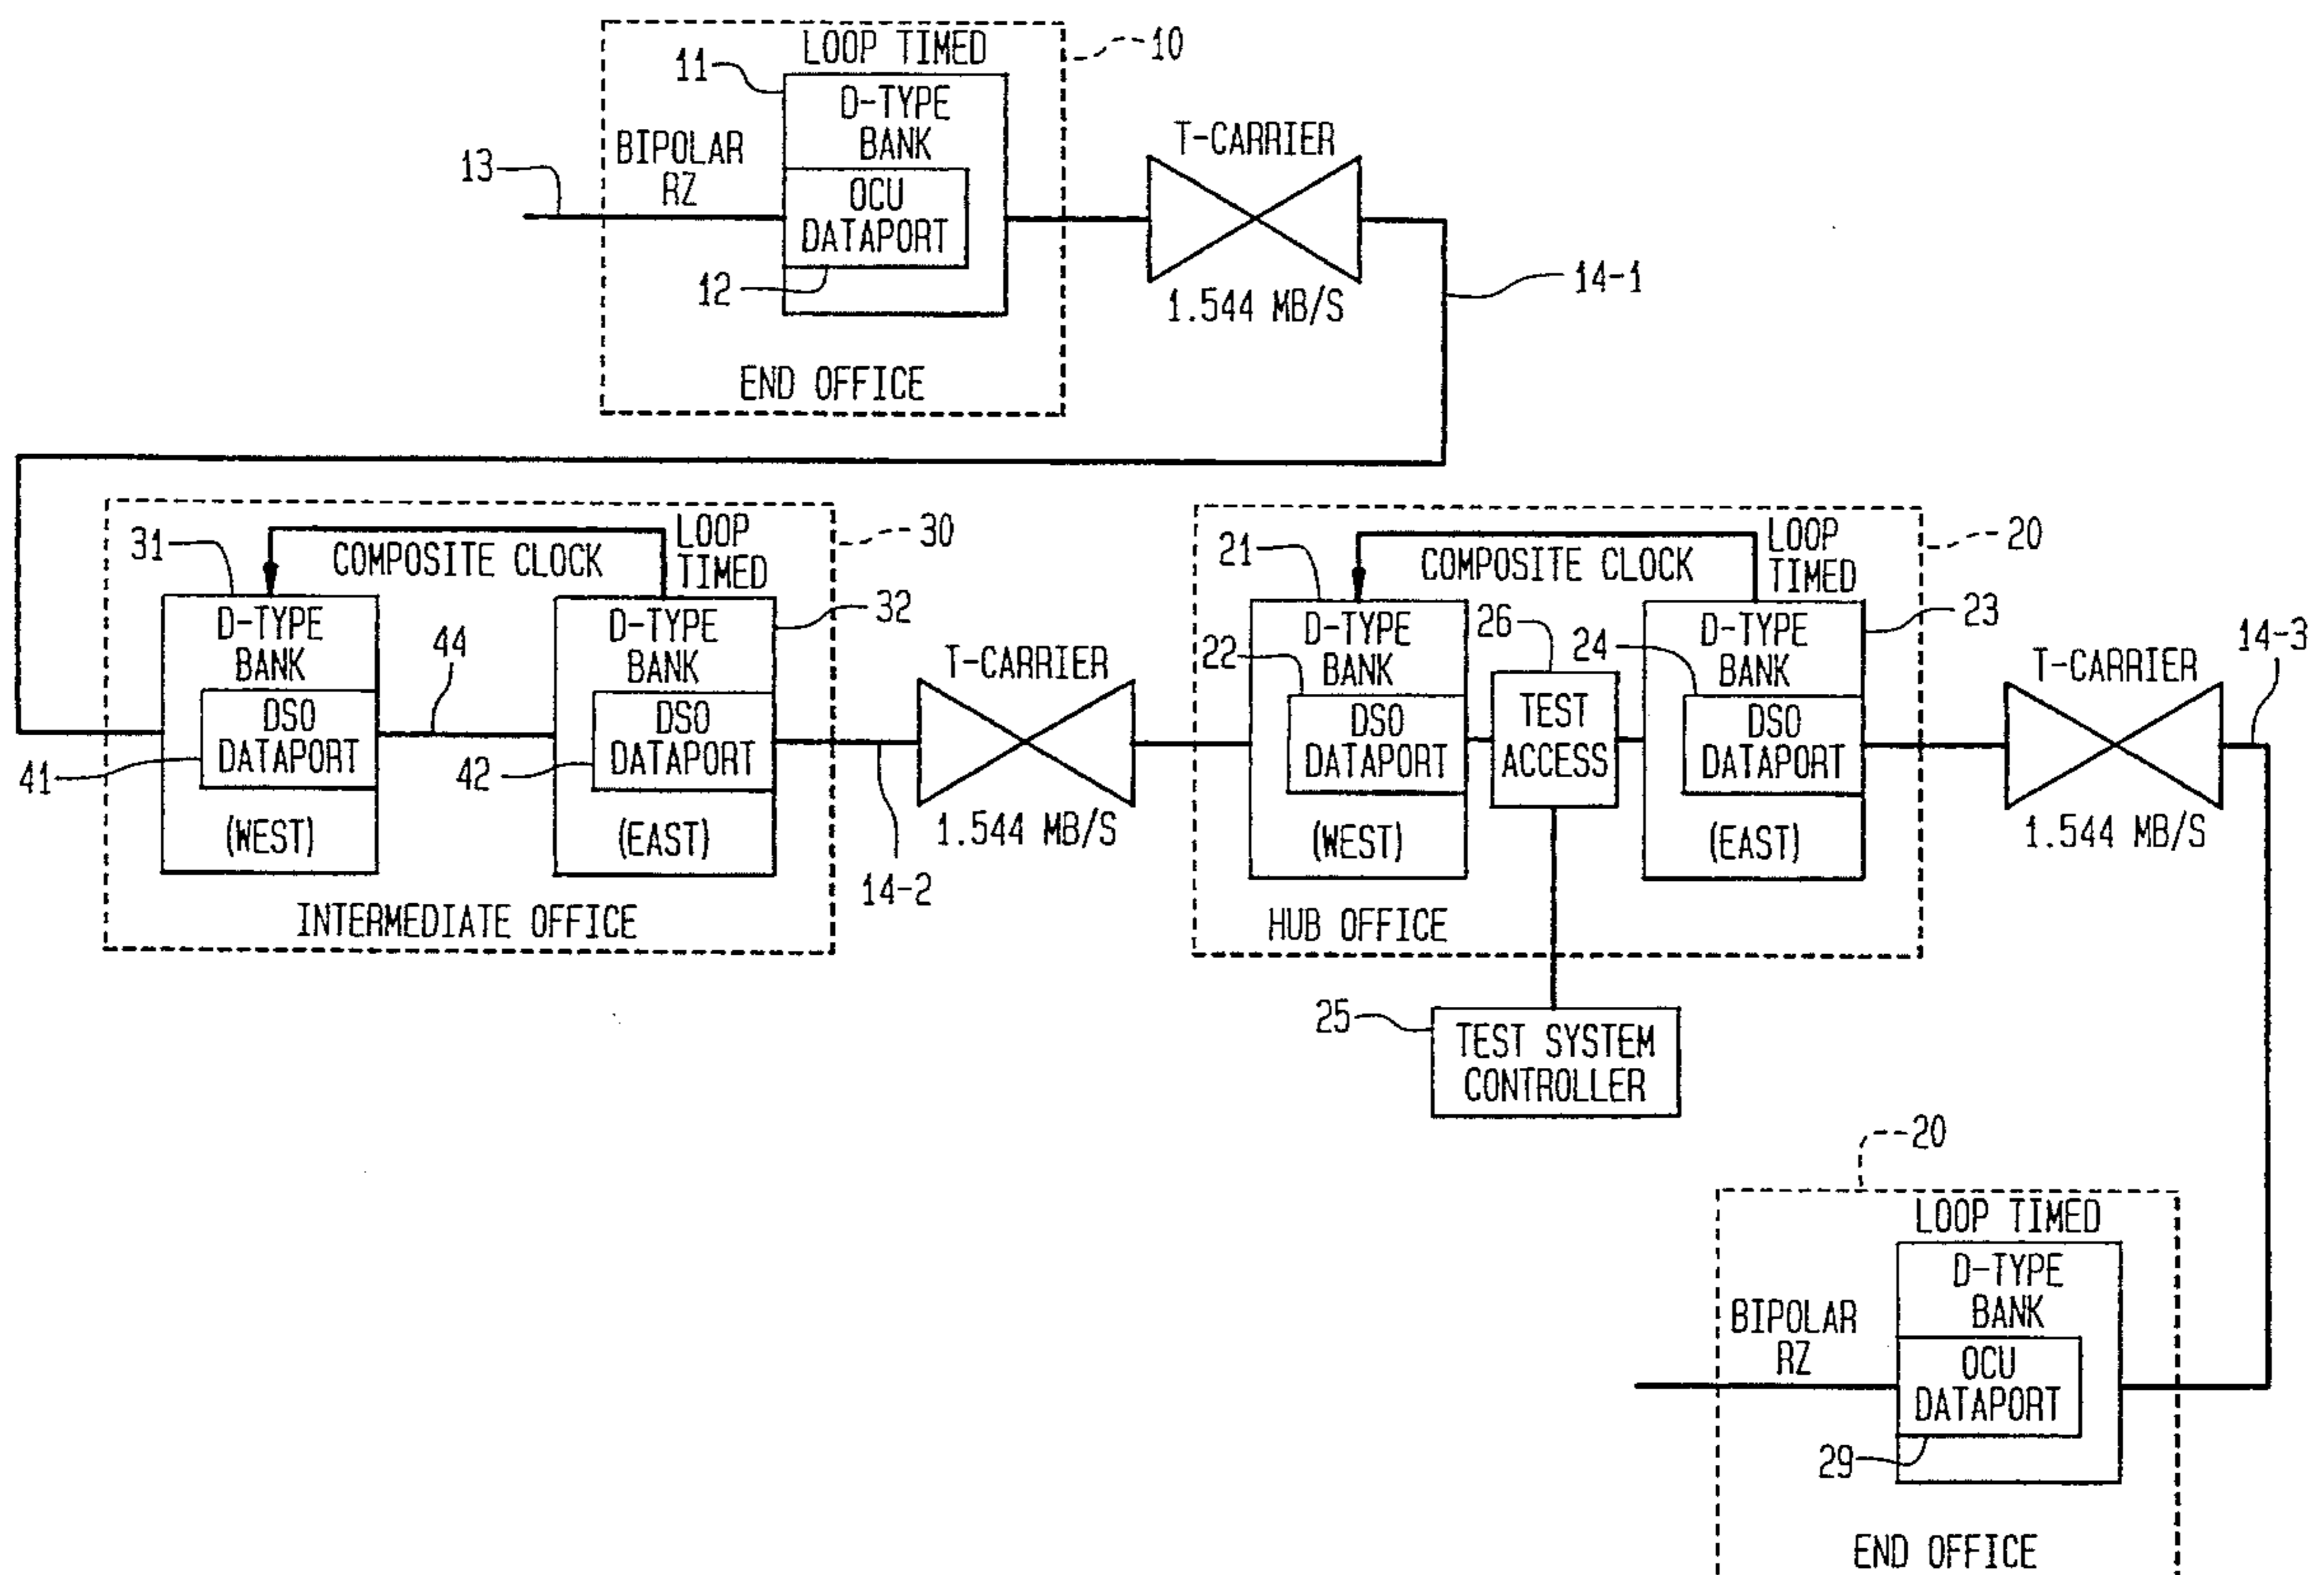 LOOP TIMED
10
11
D-TYPE
BANK
BIPOLAR
RZ
13
OCU
DATAPORT
12
END OFFICE
T-CARRIER
1.544 MB/S
14-1
31
COMPOSITE CLOCK
LOOP
TIMED
30
D-TYPE
BANK
DSO
DATAPORT
41
(WEST)
44
D-TYPE
BANK
32
DSO
DATAPORT
42
(EAST)
INTERMEDIATE OFFICE
T-CARRIER
1.544 MB/S
14-2
21
COMPOSITE CLOCK
LOOP
TIMED
20
D-TYPE
BANK
22
DSO
DATAPORT
(WEST)
26
TEST
ACCESS
24
D-TYPE
BANK
23
DSO
DATAPORT
(EAST)
HUB OFFICE
T-CARRIER
1.544 MB/S
14-3
25
TEST SYSTEM
CONTROLLER
20
LOOP TIMED
D-TYPE
BANK
BIPOLAR
RZ
OCU
DATAPORT
29
END OFFICE